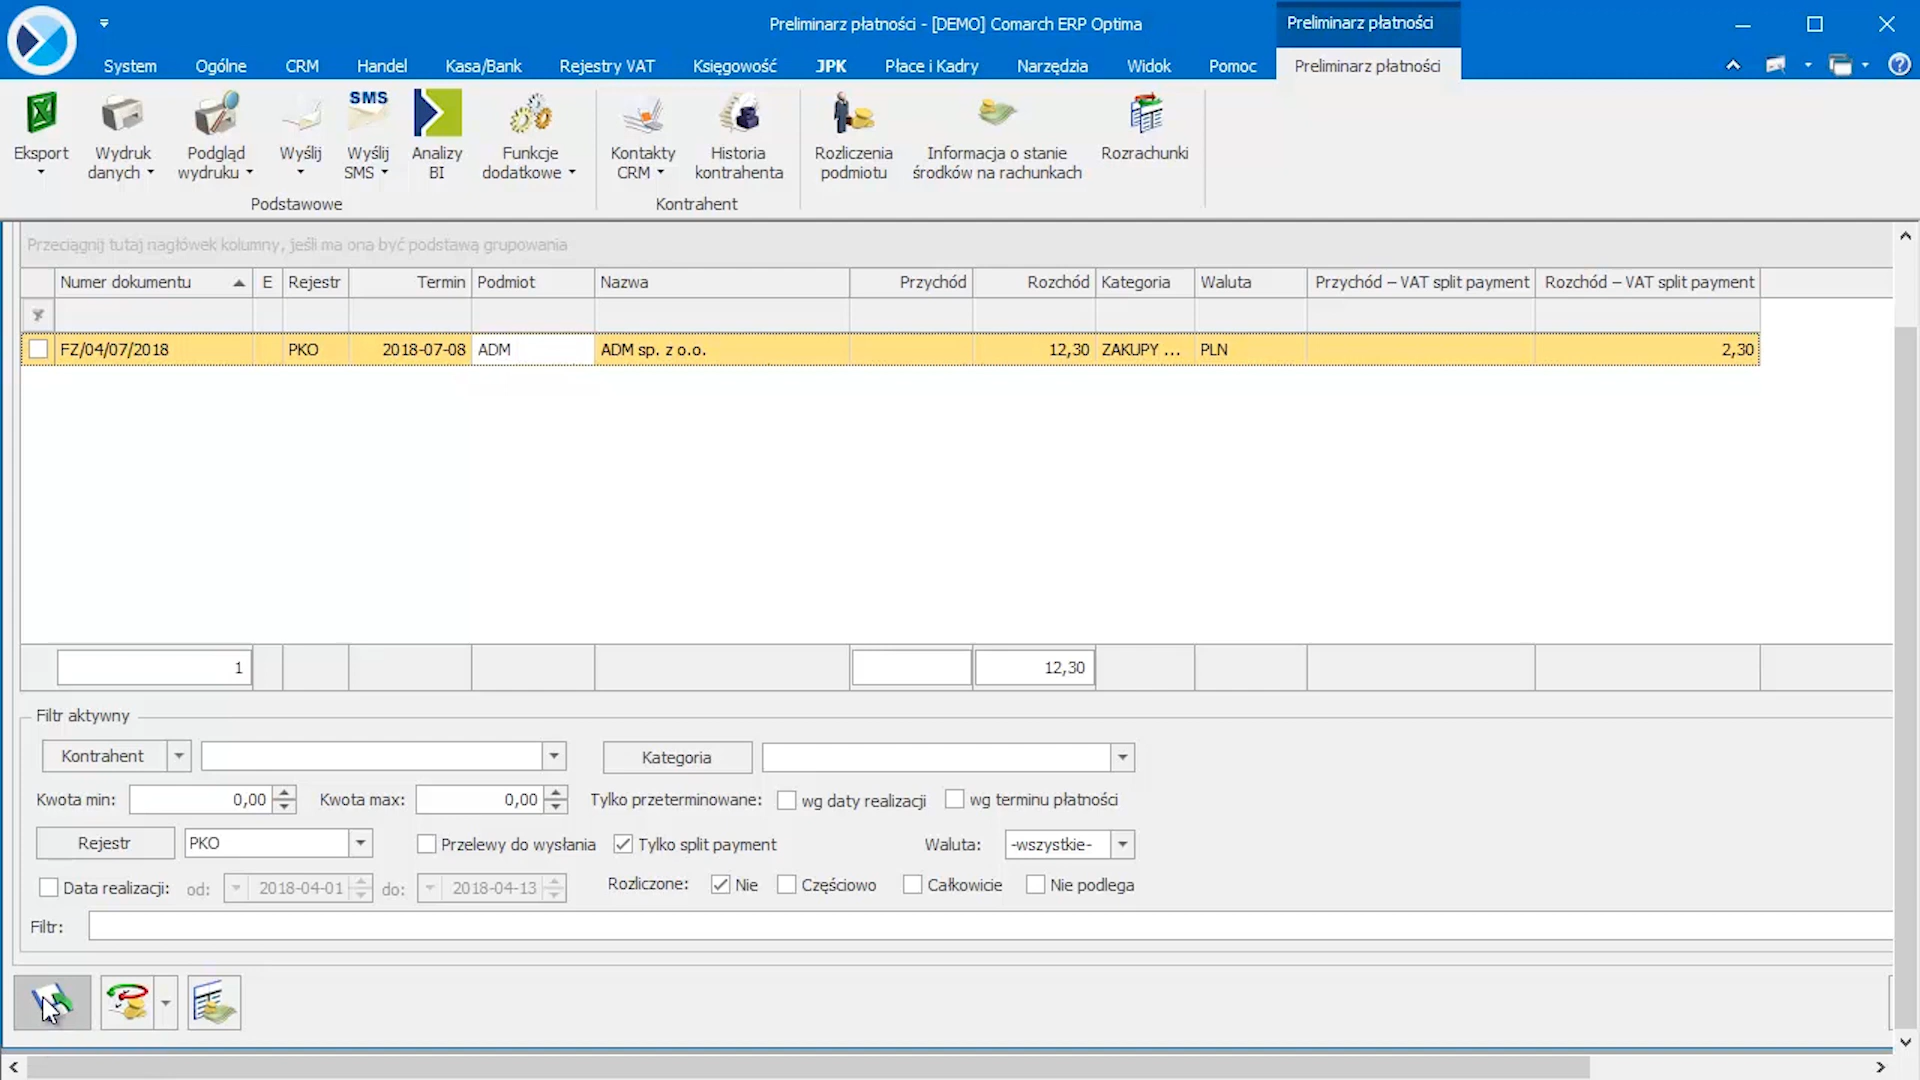 Preliminarz płatności - [DEMO] Comarch ERP Optima
Preliminarz płatności
System Ogólne CRM Handel Kasa/Bank Rejestry VAT Księgowość JPK Płace i Kadry Narzędzia Widok Pomoc Preliminarz płatności
SMS
Eksport Wydruk danych Podgląd wydruku Wyślij Wyślij SMS Analizy BI Funkcje dodatkowe Kontakty CRM Historia kontrahenta Rozliczenia podmiotu Informacja o stanie środków na rachunkach Rozrachunki
Podstawowe Kontrahent
Przeciągnij tutaj nagłówek kolumny, jeśli ma ona być podstawą grupowania
Numer dokumentu E Rejestr Termin Podmiot Nazwa Przychód Rozchód Kategoria Waluta Przychód – VAT split payment Rozchód – VAT split payment
FZ/04/07/2018 PKO 2018-07-08 ADM ADM sp. z o.o. 12,30 ZAKUPY ... PLN 2,30
1 12,30
Filtr aktywny
Kontrahent Kategoria
Kwota min: 0,00 Kwota max: 0,00 Tylko przeterminowane: wg daty realizacji wg terminu płatności
Rejestr PKO Przelewy do wysłania Tylko split payment Waluta: -wszystkie-
Data realizacji: od: 2018-04-01 do: 2018-04-13 Rozliczone: Nie Częściowo Całkowicie Nie podlega
Filtr: